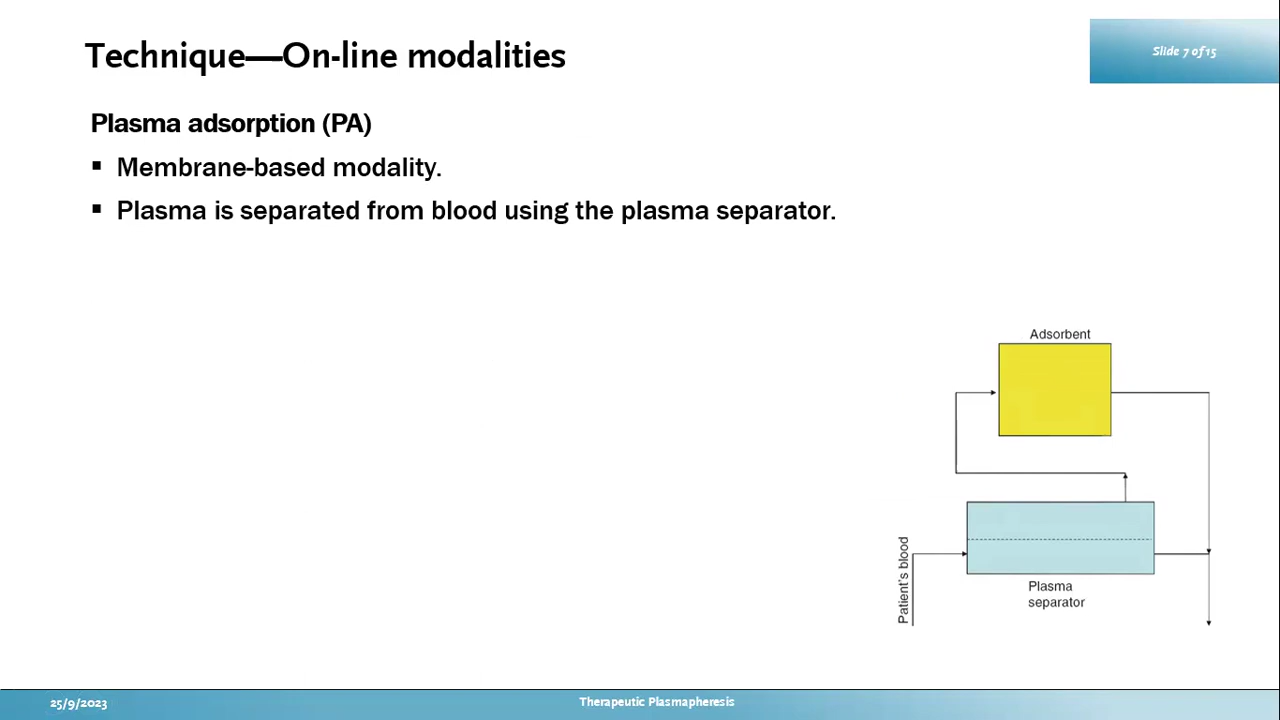 Technique—On-line modalities
Slide 7 of 15
Plasma adsorption (PA)
▪ Membrane-based modality.
▪ Plasma is separated from blood using the plasma separator.
Adsorbent
Patient's blood
Plasma
separator
25/9/2023
Therapeutic Plasmapheresis